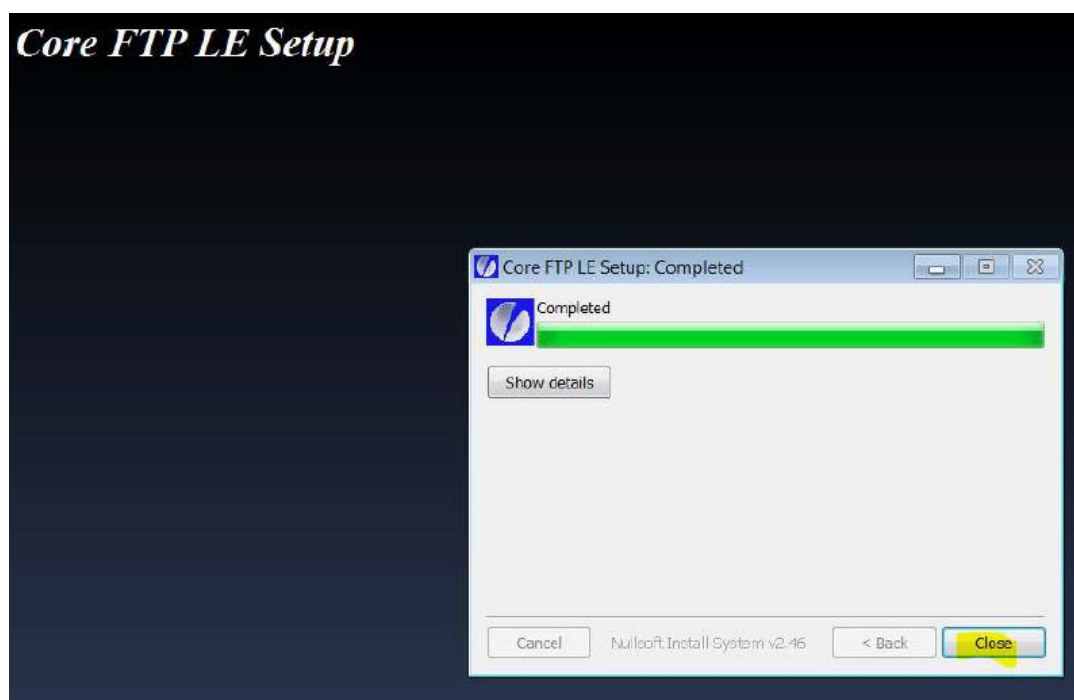 Core FTP LE Setup
Core FTP LE Setup: Completed
Completed
Show details
Cancel
Nullsoft Install System v2.46
< Back
Close